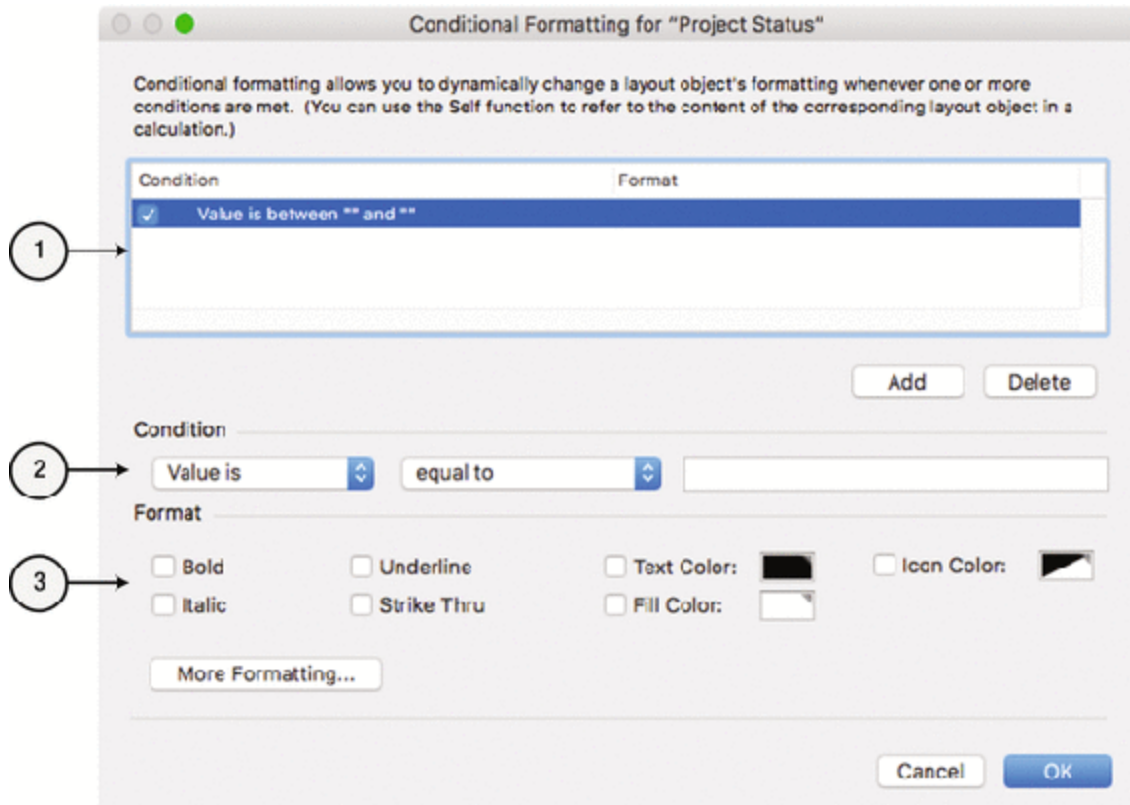 Conditional Formatting for "Project Status"
Conditional formatting allows you to dynamically change a layout object's formatting whenever one or more
conditions are met. (You can use the Self function to refer to the content of the corresponding layout object in a
calculation.)
Condition Format
Value is between "" and ""
1
Add Delete
Condition
2 Value is equal to
Format
Bold Underline Text Color: Icon Color:
3
Italic Strike Thru Fill Color:
More Formatting...
Cancel OK